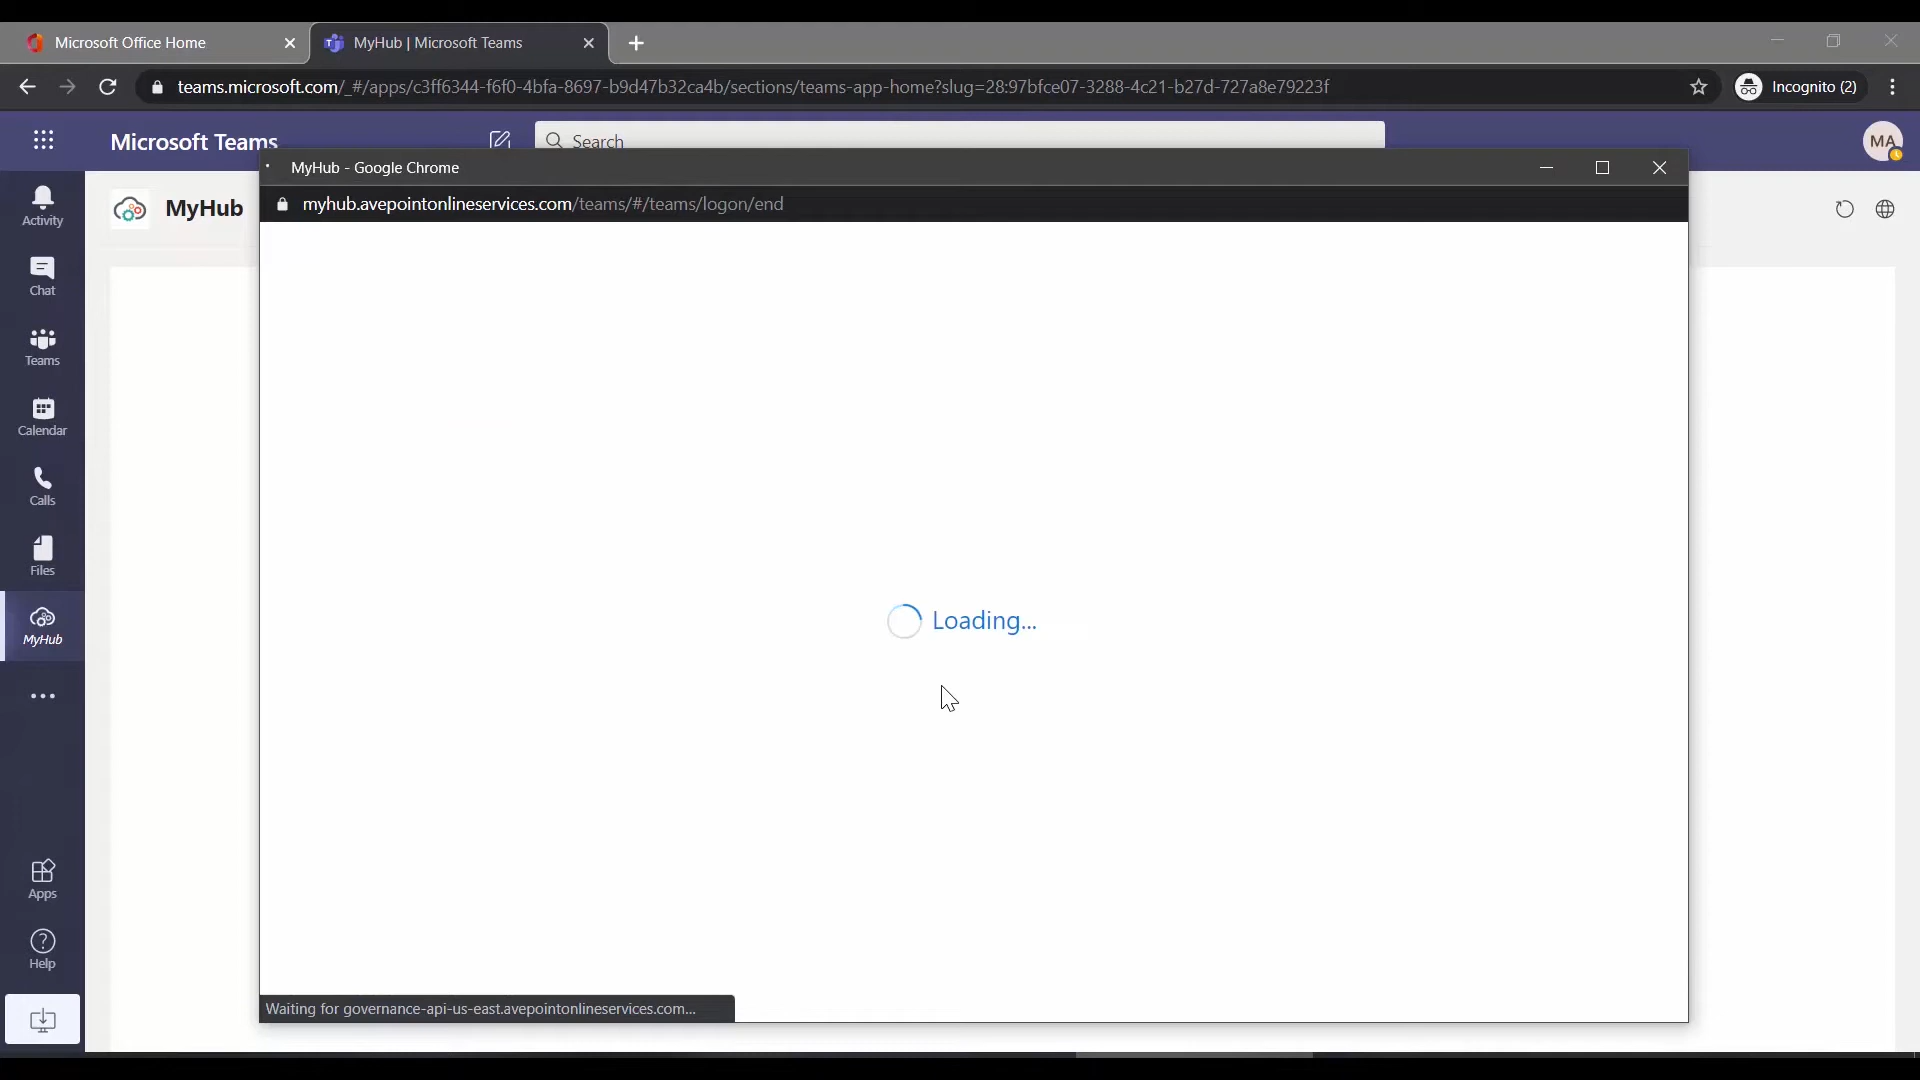 Microsoft Office Home
MyHub | Microsoft Teams
teams.microsoft.com/_#/apps/c3ff6344-f6f0-4bfa-8697-b9d47b32ca4b/sections/teams-app-home?slug=28:97bfce07-3288-4c21-b27d-727a8e79223f
Incognito (2)
Microsoft Teams
Search
MA
MyHub - Google Chrome
myhub.avepointonlineservices.com/teams/#/teams/logon/end
MyHub
Activity
Chat
Teams
Calendar
Calls
Files
MyHub
Loading...
Apps
Help
Waiting for governance-api-us-east.avepointonlineservices.com...